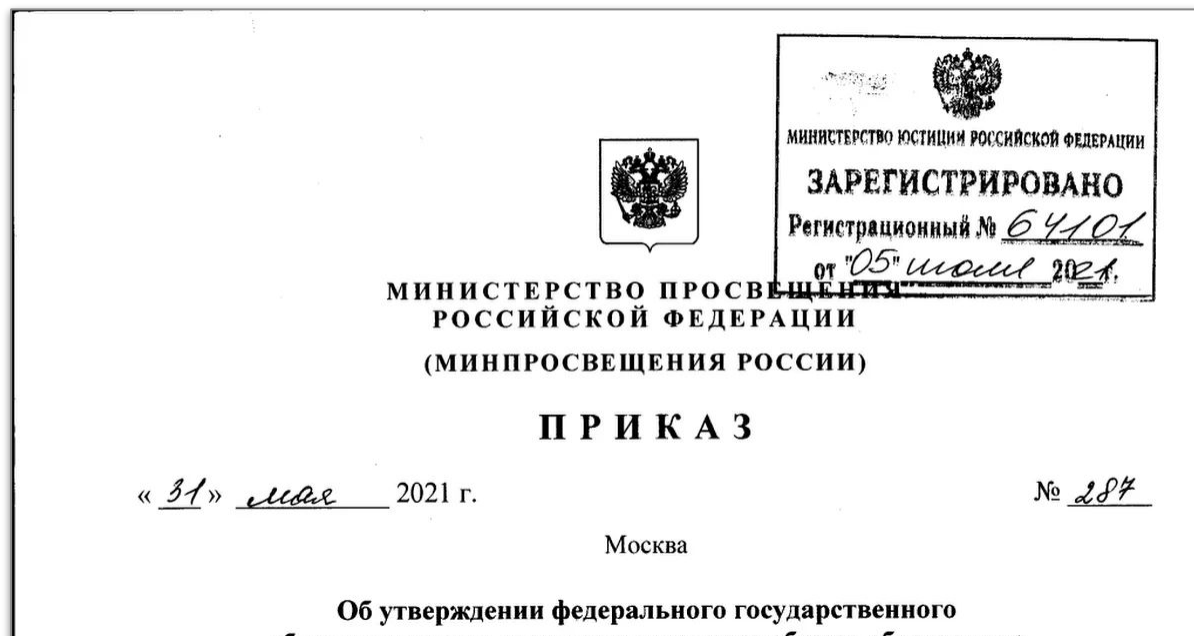 МИНИСТЕРСТВО ЮСТИЦИИ РОССИЙСКОЙ ФЕДЕРАЦИИ
ЗАРЕГИСТРИРОВАНО
Регистрационный № 64101
от "05" июля 2021г.
МИНИСТЕРСТВО ПРОСВЕЩЕНИЯ
РОССИЙСКОЙ ФЕДЕРАЦИИ
(МИНПРОСВЕЩЕНИЯ РОССИИ)
ПРИКАЗ
« 31 » мая 2021 г.
№ 287
Москва
Об утверждении федерального государственного